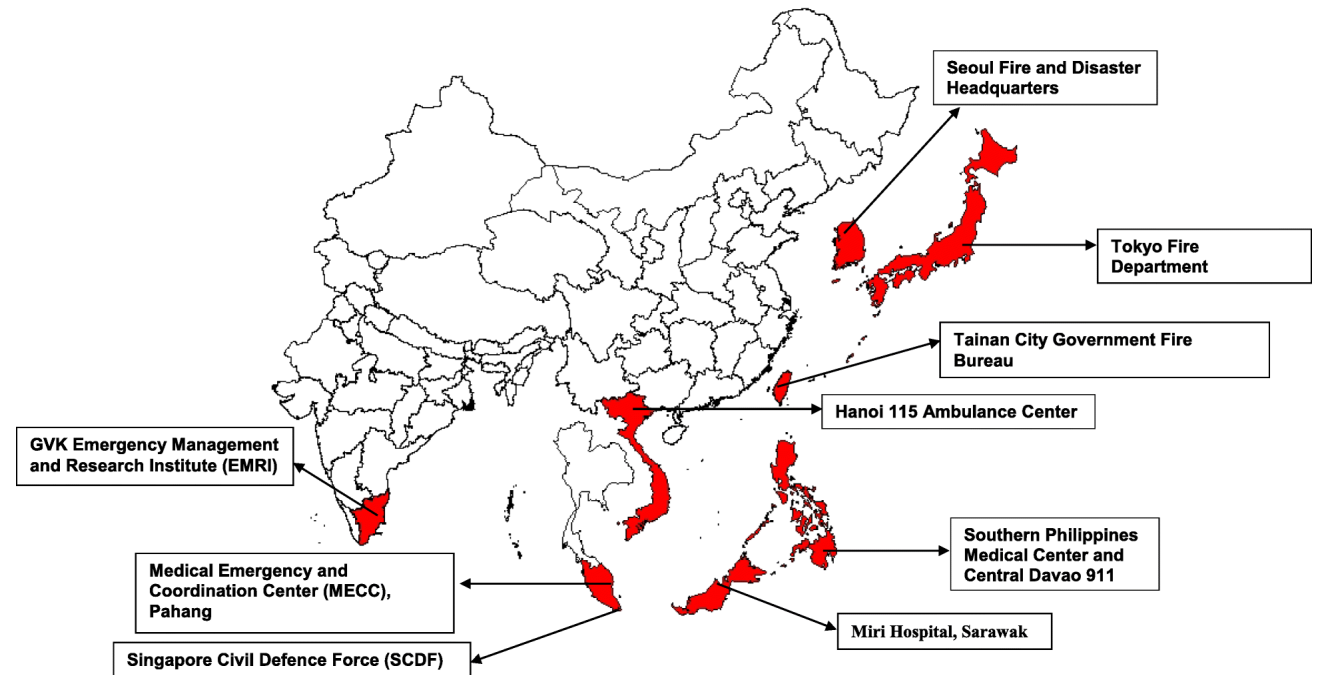 Seoul Fire and Disaster
Headquarters
Tokyo Fire
Department
Tainan City Government Fire
Bureau
Hanoi 115 Ambulance Center
GVK Emergency Management
and Research Institute (EMRI)
Southern Philippines
Medical Center and
Central Davao 911
Medical Emergency and
Coordination Center (MECC),
Pahang
Miri Hospital, Sarawak
Singapore Civil Defence Force (SCDF)